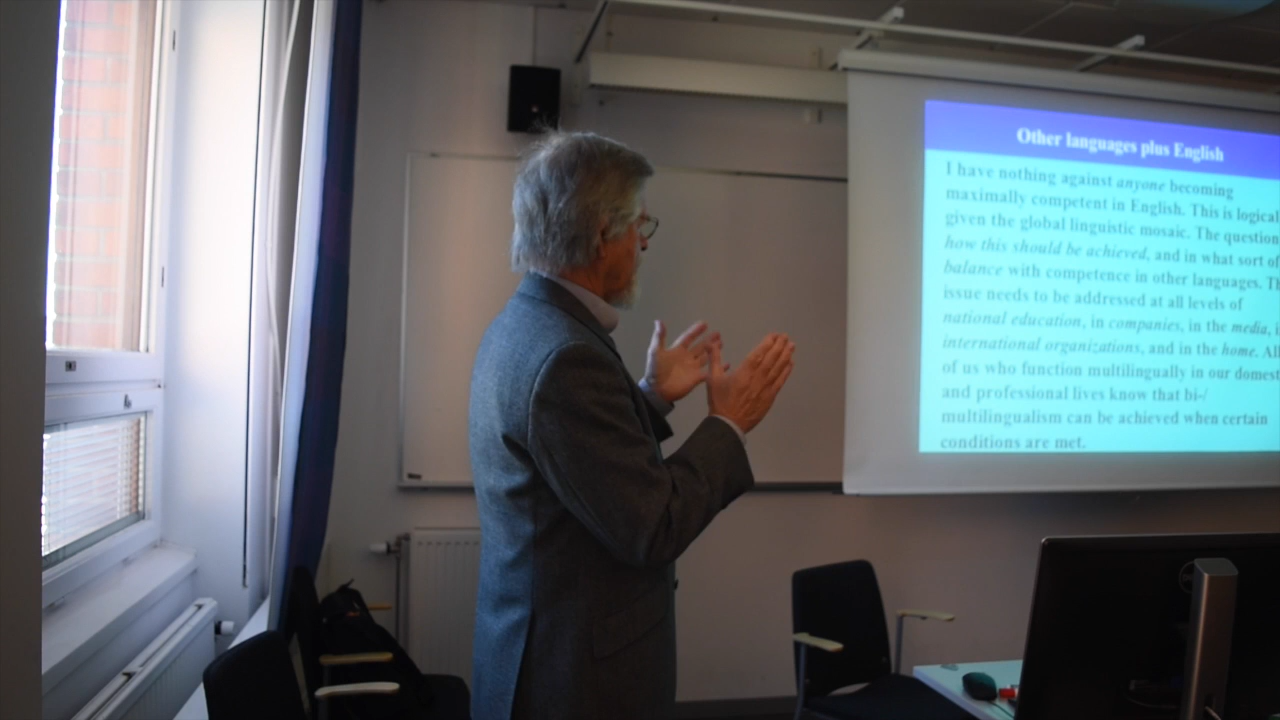 Other languages plus English
I have nothing against anyone becoming
maximally competent in English. This is logical
given the global linguistic mosaic. The question
how this should be achieved, and in what sort of
balance with competence in other languages.
issue needs to be addressed at all levels of
national education, in companies, in the media,
international organizations, and in the home. All
of us who function multilingually in our domest
and professional lives know that bi-/
multilingualism can be achieved when certain
conditions are met.